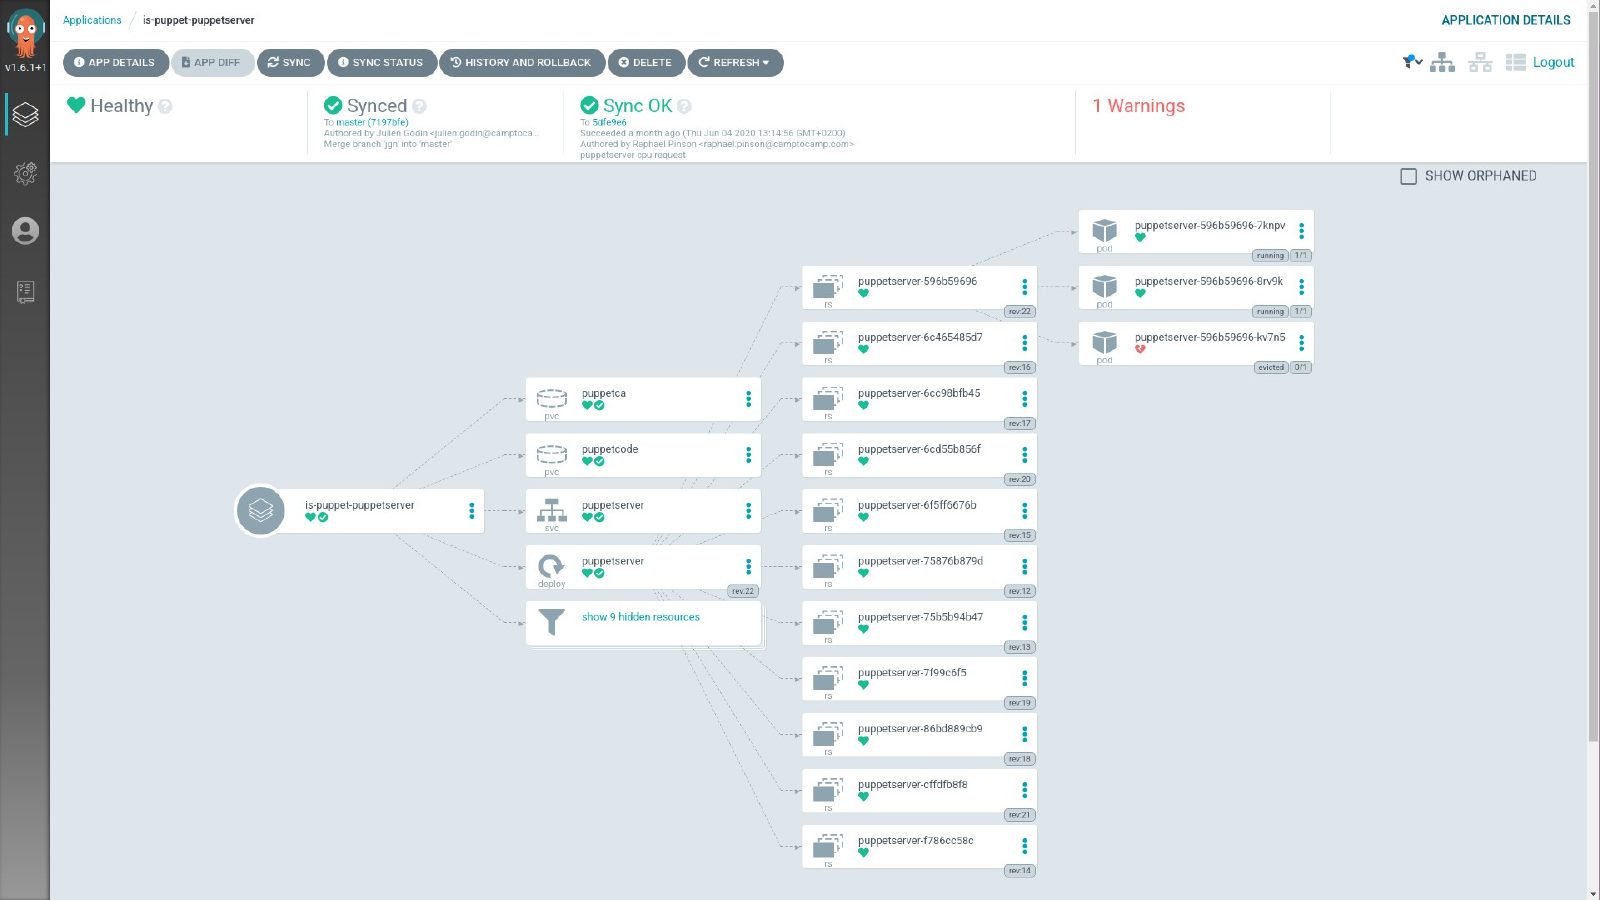 Applications / is-puppet-puppetserver
APPLICATION DETAILS
v1.6.1+1
APP DETAILS
APP DIFF
SYNC
SYNC STATUS
HISTORY AND ROLLBACK
DELETE
REFRESH
Logout
Healthy
Synced
To master (7197bfe)
Authored by Julien Godin <julien.godin@camptoca...
Merge branch 'jgn' into 'master'
Sync OK
To 5dfe9e6
Succeeded a month ago (Thu Jun 04 2020 13:14:56 GMT+0200)
Authored by Raphael Pinson <raphael.pinson@camptocamp.com>
puppetserver cpu request
1 Warnings
SHOW ORPHANED
is-puppet-puppetserver
puppetca
pvc
puppetcode
pvc
puppetserver
svc
puppetserver
deploy
rev:22
show 9 hidden resources
puppetserver-596b59696
rs
rev:22
puppetserver-6c465485d7
rs
rev:16
puppetserver-6cc98bfb45
rs
rev:17
puppetserver-6cd55b856f
rs
rev:20
puppetserver-6f5ff6676b
rs
rev:15
puppetserver-75876b879d
rs
rev:12
puppetserver-75b5b94b47
rs
rev:13
puppetserver-7f99c6f5
rs
rev:19
puppetserver-86bd889cb9
rs
rev:18
puppetserver-cffdfb8f8
rs
rev:21
puppetserver-f786cc58c
rs
rev:14
puppetserver-596b59696-7knpv
pod
running 1/1
puppetserver-596b59696-8rv9k
pod
running 1/1
puppetserver-596b59696-kv7n5
pod
evicted 0/1